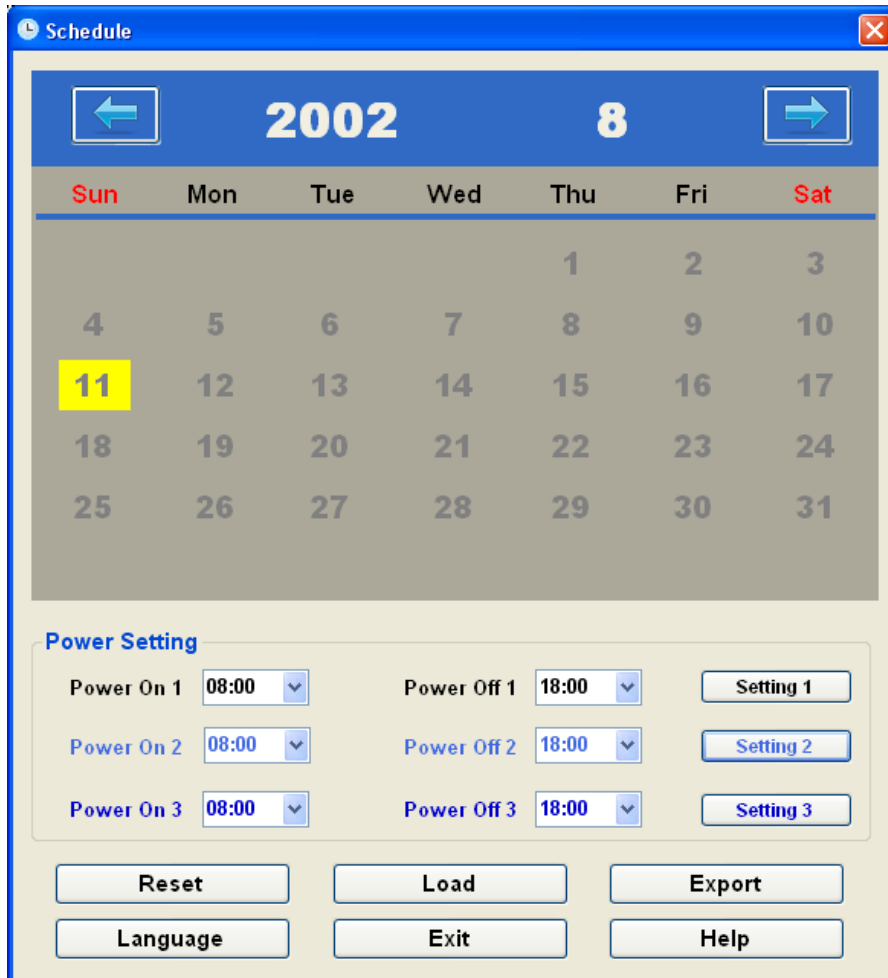 Schedule
2002 8
Sun Mon Tue Wed Thu Fri Sat
1 2 3
4 5 6 7 8 9 10
11 12 13 14 15 16 17
18 19 20 21 22 23 24
25 26 27 28 29 30 31
Power Setting
Power On 1 08:00 Power Off 1 18:00 Setting 1
Power On 2 08:00 Power Off 2 18:00 Setting 2
Power On 3 08:00 Power Off 3 18:00 Setting 3
Reset Load Export
Language Exit Help